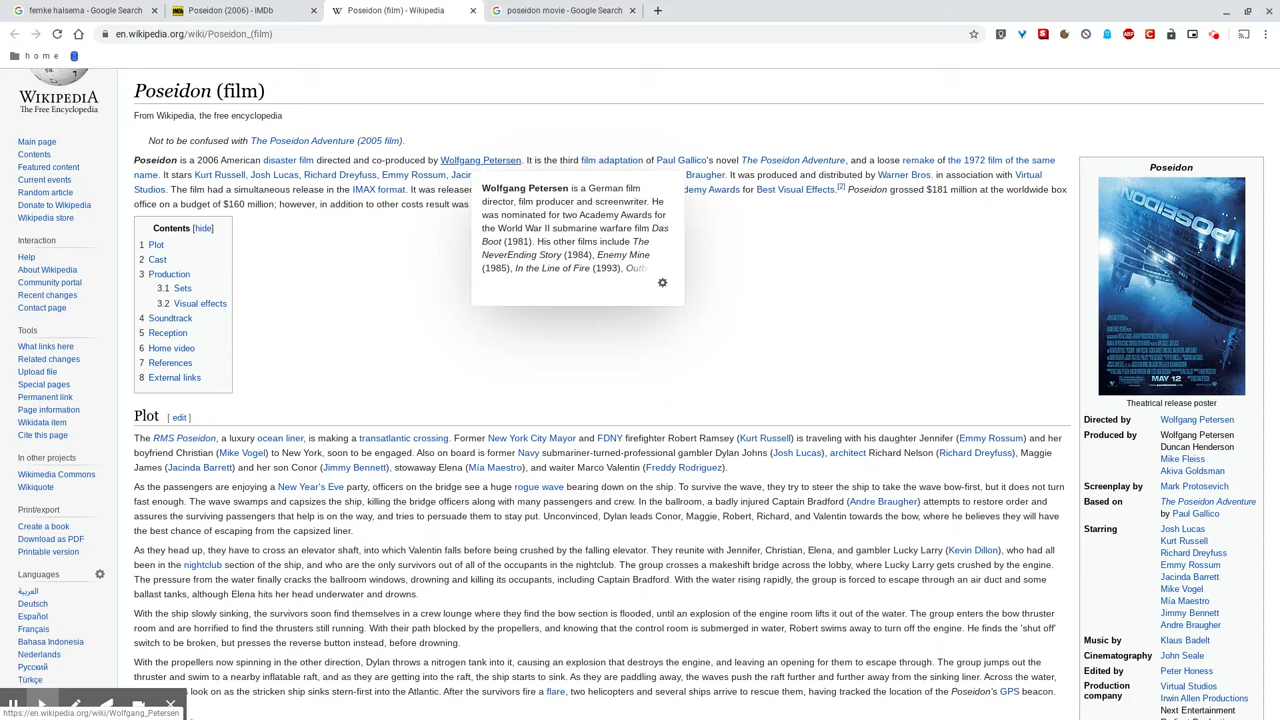 femke halsema - Google Search
Poseidon (2006) - IMDb
Poseidon (film) - Wikipedia
poseidon movie - Google Search
en.wikipedia.org/wiki/Poseidon_(film)
h o m e
WIKIPEDIA
The Free Encyclopedia
Main page
Contents
Featured content
Current events
Random article
Donate to Wikipedia
Wikipedia store
Interaction
Help
About Wikipedia
Community portal
Recent changes
Contact page
Tools
What links here
Related changes
Upload file
Special pages
Permanent link
Page information
Wikidata item
Cite this page
In other projects
Wikimedia Commons
Wikiquote
Print/export
Create a book
Download as PDF
Printable version
Languages
العربية
Deutsch
Español
Français
Bahasa Indonesia
Nederlands
Русский
Türkçe
https://en.wikipedia.org/wiki/Wolfgang_Petersen
Poseidon (film)
From Wikipedia, the free encyclopedia
Not to be confused with The Poseidon Adventure (2005 film).
Poseidon is a 2006 American disaster film directed and co-produced by Wolfgang Petersen. It is the third film adaptation of Paul Gallico's novel The Poseidon Adventure, and a loose remake of the 1972 film of the same
name. It stars Kurt Russell, Josh Lucas, Richard Dreyfuss, Emmy Rossum, Jacin Braugher. It was produced and distributed by Warner Bros. in association with Virtual
Studios. The film had a simultaneous release in the IMAX format. It was released demy Awards for Best Visual Effects.[2] Poseidon grossed $181 million at the worldwide box
office on a budget of $160 million; however, in addition to other costs result was
Wolfgang Petersen is a German film
director, film producer and screenwriter. He
was nominated for two Academy Awards for
the World War II submarine warfare film Das
Boot (1981). His other films include The
NeverEnding Story (1984), Enemy Mine
(1985), In the Line of Fire (1993), Outb
Contents [hide]
1 Plot
2 Cast
3 Production
3.1 Sets
3.2 Visual effects
4 Soundtrack
5 Reception
6 Home video
7 References
8 External links
Plot [ edit ]
The RMS Poseidon, a luxury ocean liner, is making a transatlantic crossing. Former New York City Mayor and FDNY firefighter Robert Ramsey (Kurt Russell) is traveling with his daughter Jennifer (Emmy Rossum) and her
boyfriend Christian (Mike Vogel) to New York, soon to be engaged. Also on board is former Navy submariner-turned-professional gambler Dylan Johns (Josh Lucas), architect Richard Nelson (Richard Dreyfuss), Maggie
James (Jacinda Barrett) and her son Conor (Jimmy Bennett), stowaway Elena (Mía Maestro), and waiter Marco Valentin (Freddy Rodriguez).
As the passengers are enjoying a New Year's Eve party, officers on the bridge see a huge rogue wave bearing down on the ship. To survive the wave, they try to steer the ship to take the wave bow-first, but it does not turn
fast enough. The wave swamps and capsizes the ship, killing the bridge officers along with many passengers and crew. In the ballroom, a badly injured Captain Bradford (Andre Braugher) attempts to restore order and
assures the surviving passengers that help is on the way, and tries to persuade them to stay put. Unconvinced, Dylan leads Conor, Maggie, Robert, Richard, and Valentin towards the bow, where he believes they will have
the best chance of escaping from the capsized liner.
As they head up, they have to cross an elevator shaft, into which Valentin falls before being crushed by the falling elevator. They reunite with Jennifer, Christian, Elena, and gambler Lucky Larry (Kevin Dillon), who had all
been in the nightclub section of the ship, and who are the only survivors out of all of the occupants in the nightclub. The group crosses a makeshift bridge across the lobby, where Lucky Larry gets crushed by the engine.
The pressure from the water finally cracks the ballroom windows, drowning and killing its occupants, including Captain Bradford. With the water rising rapidly, the group is forced to escape through an air duct and some
ballast tanks, although Elena hits her head underwater and drowns.
With the ship slowly sinking, the survivors soon find themselves in a crew lounge where they find the bow section is flooded, until an explosion of the engine room lifts it out of the water. The group enters the bow thruster
room and are horrified to find the thrusters still running. With their path blocked by the propellers, and knowing that the control room is submerged in water, Robert swims away to turn off the engine. He finds the 'shut off'
switch to be broken, but presses the reverse button instead, before drowning.
With the propellers now spinning in the other direction, Dylan throws a nitrogen tank into it, causing an explosion that destroys the engine, and leaving an opening for them to escape through. The group jumps out the
thruster and swim to a nearby inflatable raft, and as they are getting into the raft, the ship starts to sink. As they are paddling away, the waves push the raft further and further away from the sinking liner. Across the water,
look on as the stricken ship sinks stern-first into the Atlantic. After the survivors fire a flare, two helicopters and several ships arrive to rescue them, having tracked the location of the Poseidon's GPS beacon.
Poseidon
POSEIDON
MAY 12
Theatrical release poster
Directed by Wolfgang Petersen
Produced by Wolfgang Petersen
Duncan Henderson
Mike Fleiss
Akiva Goldsman
Screenplay by Mark Protosevich
Based on The Poseidon Adventure
by Paul Gallico
Starring Josh Lucas
Kurt Russell
Richard Dreyfuss
Emmy Rossum
Jacinda Barrett
Mike Vogel
Mía Maestro
Jimmy Bennett
Andre Braugher
Music by Klaus Badelt
Cinematography John Seale
Edited by Peter Honess
Production Virtual Studios
company Irwin Allen Productions
Next Entertainment